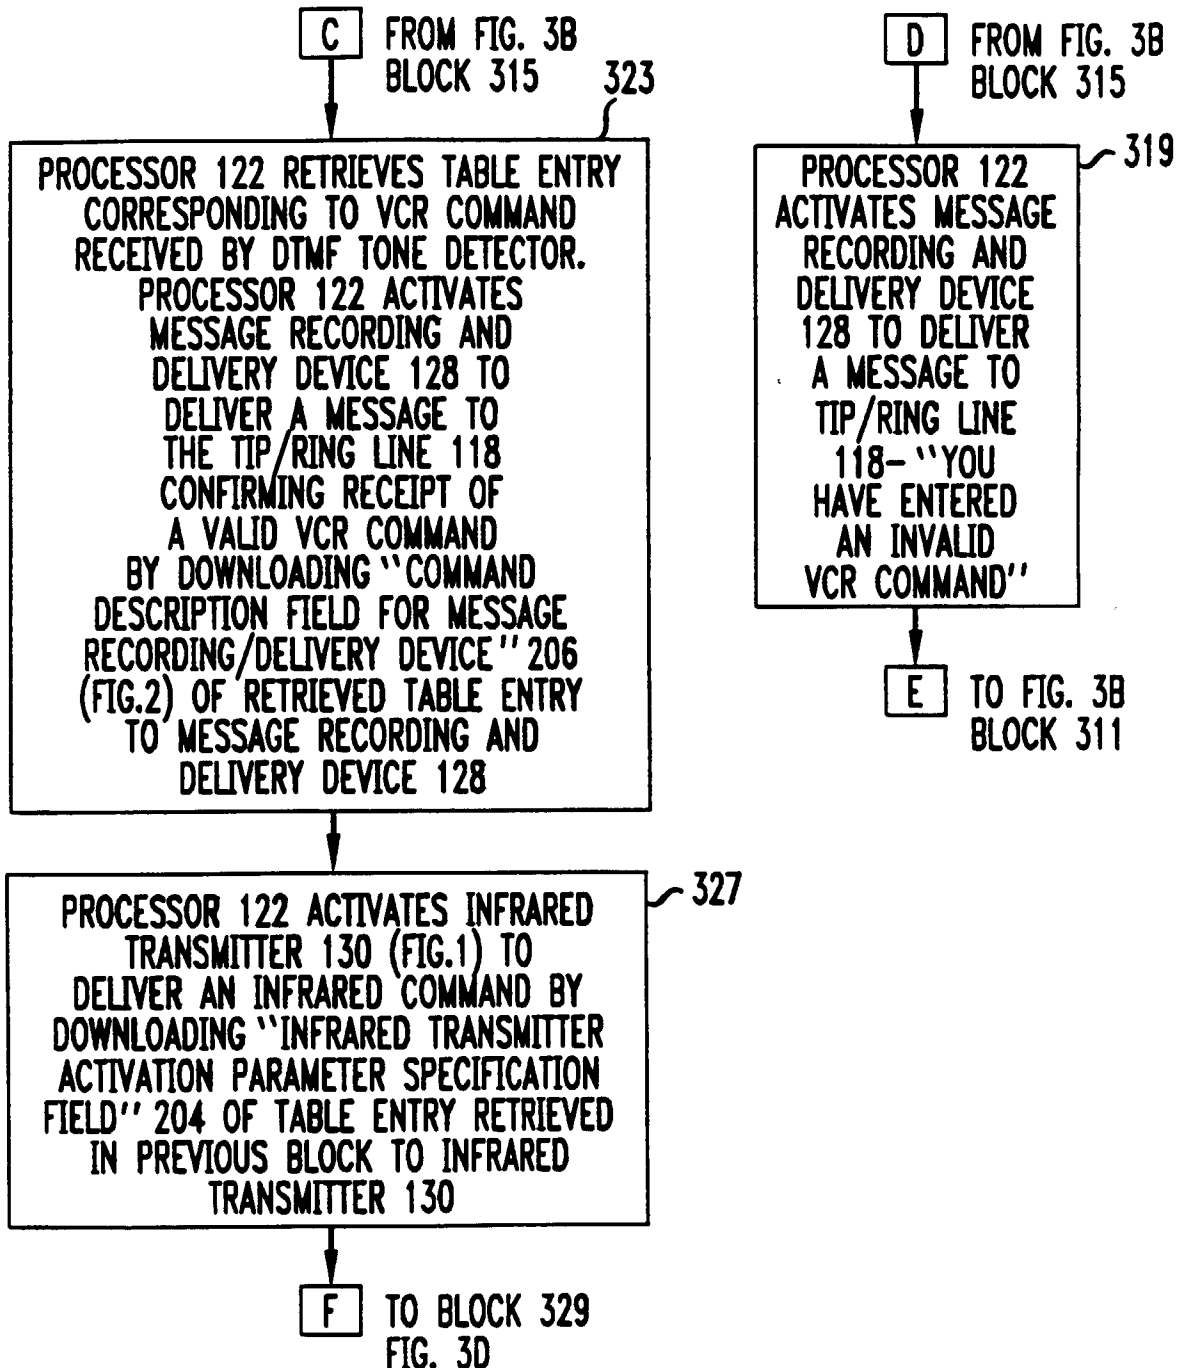 C FROM FIG. 3B
BLOCK 315
323
PROCESSOR 122 RETRIEVES TABLE ENTRY
CORRESPONDING TO VCR COMMAND
RECEIVED BY DTMF TONE DETECTOR.
PROCESSOR 122 ACTIVATES
MESSAGE RECORDING AND
DELIVERY DEVICE 128 TO
DELIVER A MESSAGE TO
THE TIP/RING LINE 118
CONFIRMING RECEIPT OF
A VALID VCR COMMAND
BY DOWNLOADING ''COMMAND
DESCRIPTION FIELD FOR MESSAGE
RECORDING/DELIVERY DEVICE'' 206
(FIG.2) OF RETRIEVED TABLE ENTRY
TO MESSAGE RECORDING AND
DELIVERY DEVICE 128
327
PROCESSOR 122 ACTIVATES INFRARED
TRANSMITTER 130 (FIG.1) TO
DELIVER AN INFRARED COMMAND BY
DOWNLOADING ''INFRARED TRANSMITTER
ACTIVATION PARAMETER SPECIFICATION
FIELD'' 204 OF TABLE ENTRY RETRIEVED
IN PREVIOUS BLOCK TO INFRARED
TRANSMITTER 130
F TO BLOCK 329
FIG. 3D
D FROM FIG. 3B
BLOCK 315
319
PROCESSOR 122
ACTIVATES MESSAGE
RECORDING AND
DELIVERY DEVICE
128 TO DELIVER
A MESSAGE TO
TIP/RING LINE
118-''YOU
HAVE ENTERED
AN INVALID
VCR COMMAND''
E TO FIG. 3B
BLOCK 311